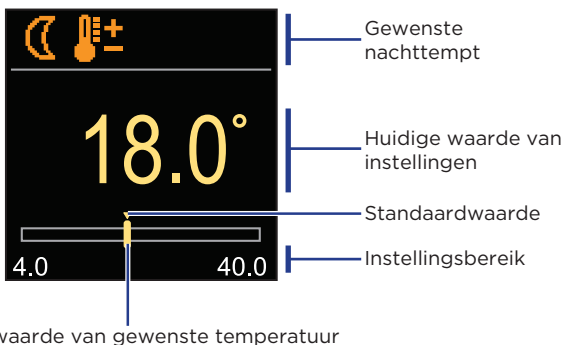 Gewenste
nachttempt
18.0°
Huidige waarde van
instellingen
Standaardwaarde
4.0 40.0
Instellingsbereik
waarde van gewenste temperatuur